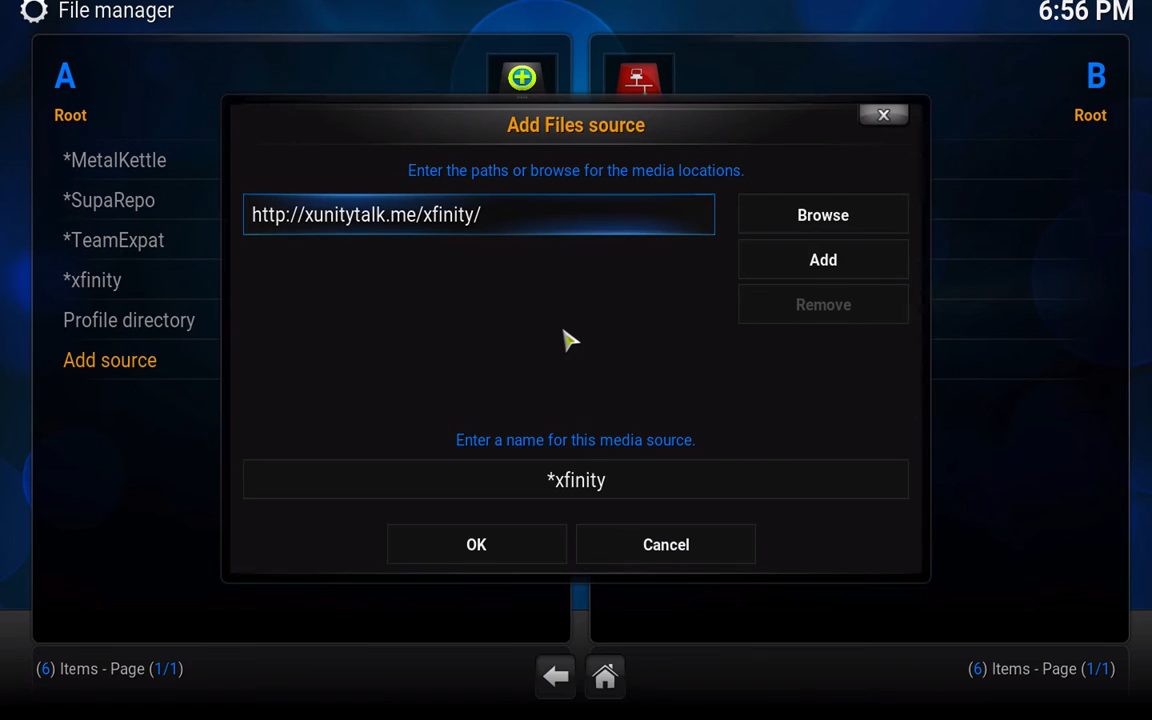 File manager
6:56 PM
A
B
Root
Root
*MetalKettle
*SupaRepo
*TeamExpat
*xfinity
Profile directory
Add source
Add Files source
Enter the paths or browse for the media locations.
http://xunitytalk.me/xfinity/
Browse
Add
Remove
Enter a name for this media source.
*xfinity
OK
Cancel
(6) Items - Page (1/1)
(6) Items - Page (1/1)